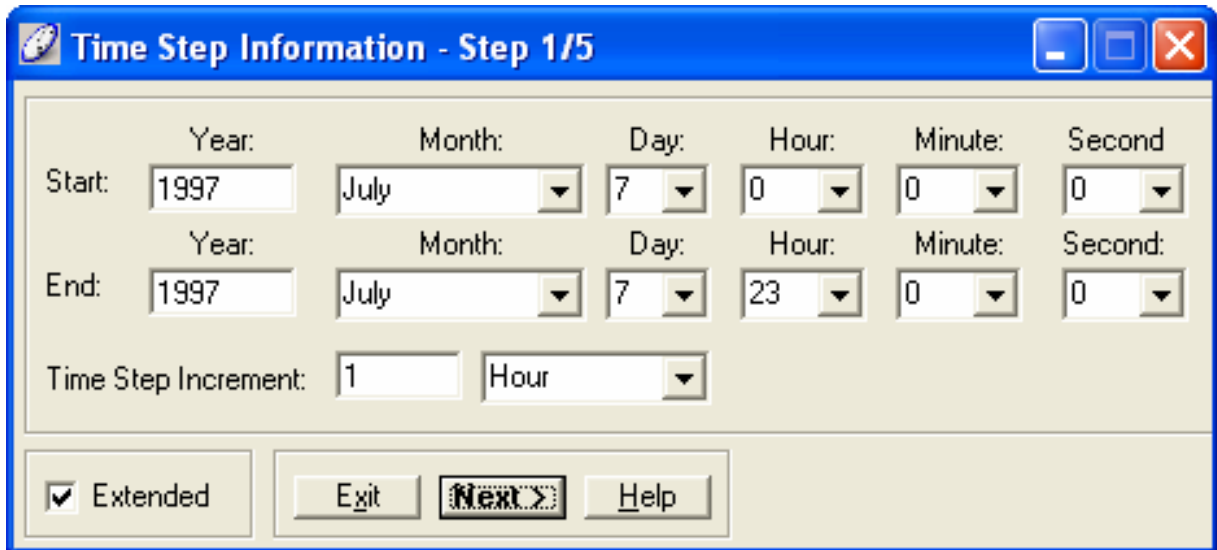 Time Step Information - Step 1/5
Year: Month: Day: Hour: Minute: Second
Start: 1997 July 7 0 0 0
Year: Month: Day: Hour: Minute: Second:
End: 1997 July 7 23 0 0
Time Step Increment: 1 Hour
Extended Exit Next > Help